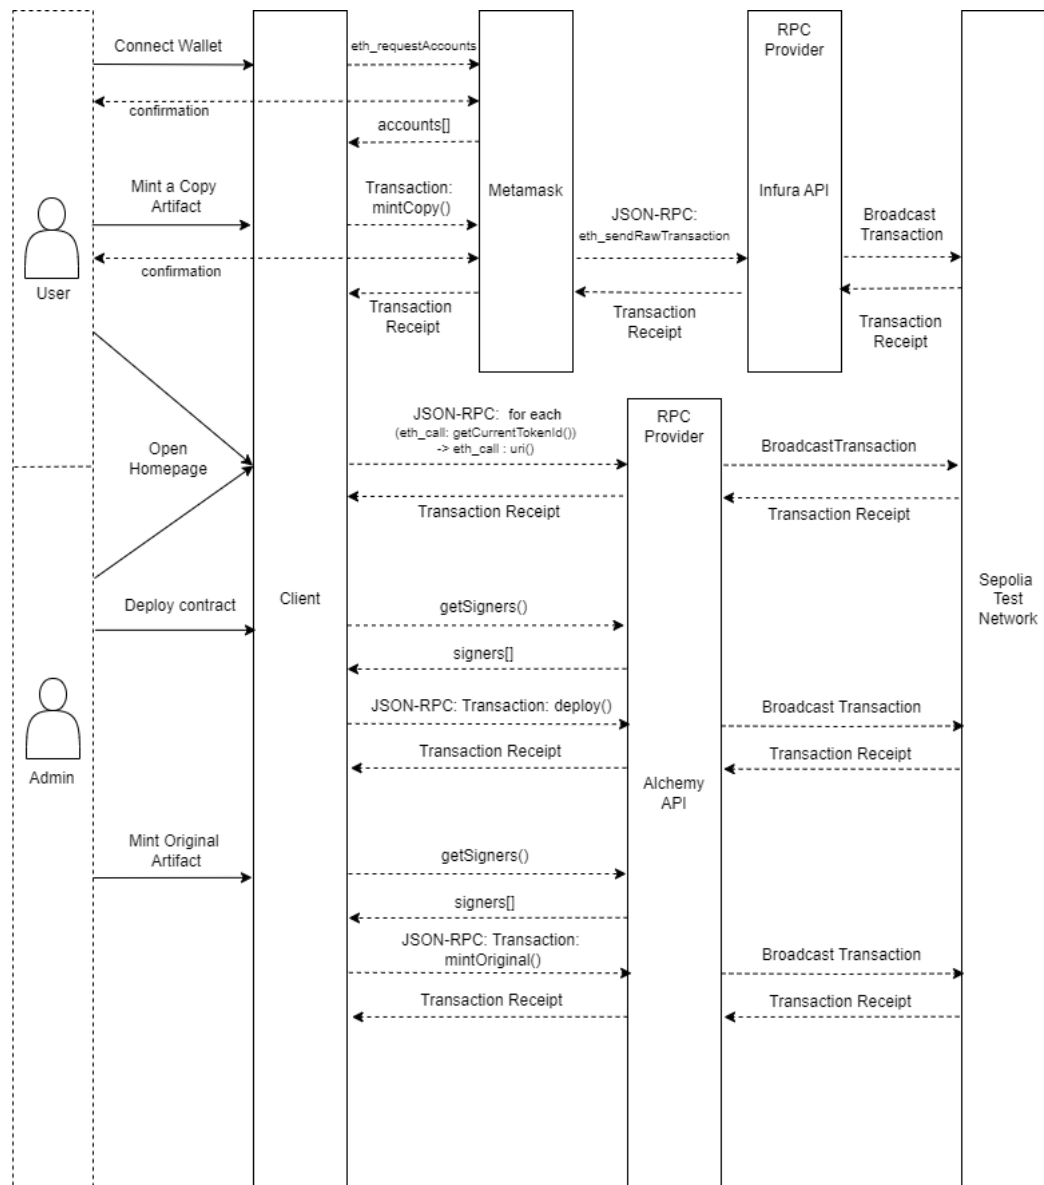 Connect Wallet
eth_requestAccounts
RPC
Provider
confirmation
accounts[]
Mint a Copy
Artifact
Transaction:
mintCopy()
Metamask
JSON-RPC:
eth_sendRawTransaction
Infura API
Broadcast
Transaction
User
confirmation
Transaction
Receipt
Transaction
Receipt
Transaction
Receipt
Open
Homepage
JSON-RPC: for each
(eth_call: getCurrentTokenId())
-> eth_call : uri()
RPC
Provider
BroadcastTransaction
Transaction Receipt
Transaction Receipt
Client
Sepolia
Test
Network
Deploy contract
getSigners()
signers[]
JSON-RPC: Transaction: deploy()
Broadcast Transaction
Transaction Receipt
Transaction Receipt
Admin
Alchemy
API
Mint Original
Artifact
getSigners()
signers[]
JSON-RPC: Transaction:
mintOriginal()
Broadcast Transaction
Transaction Receipt
Transaction Receipt